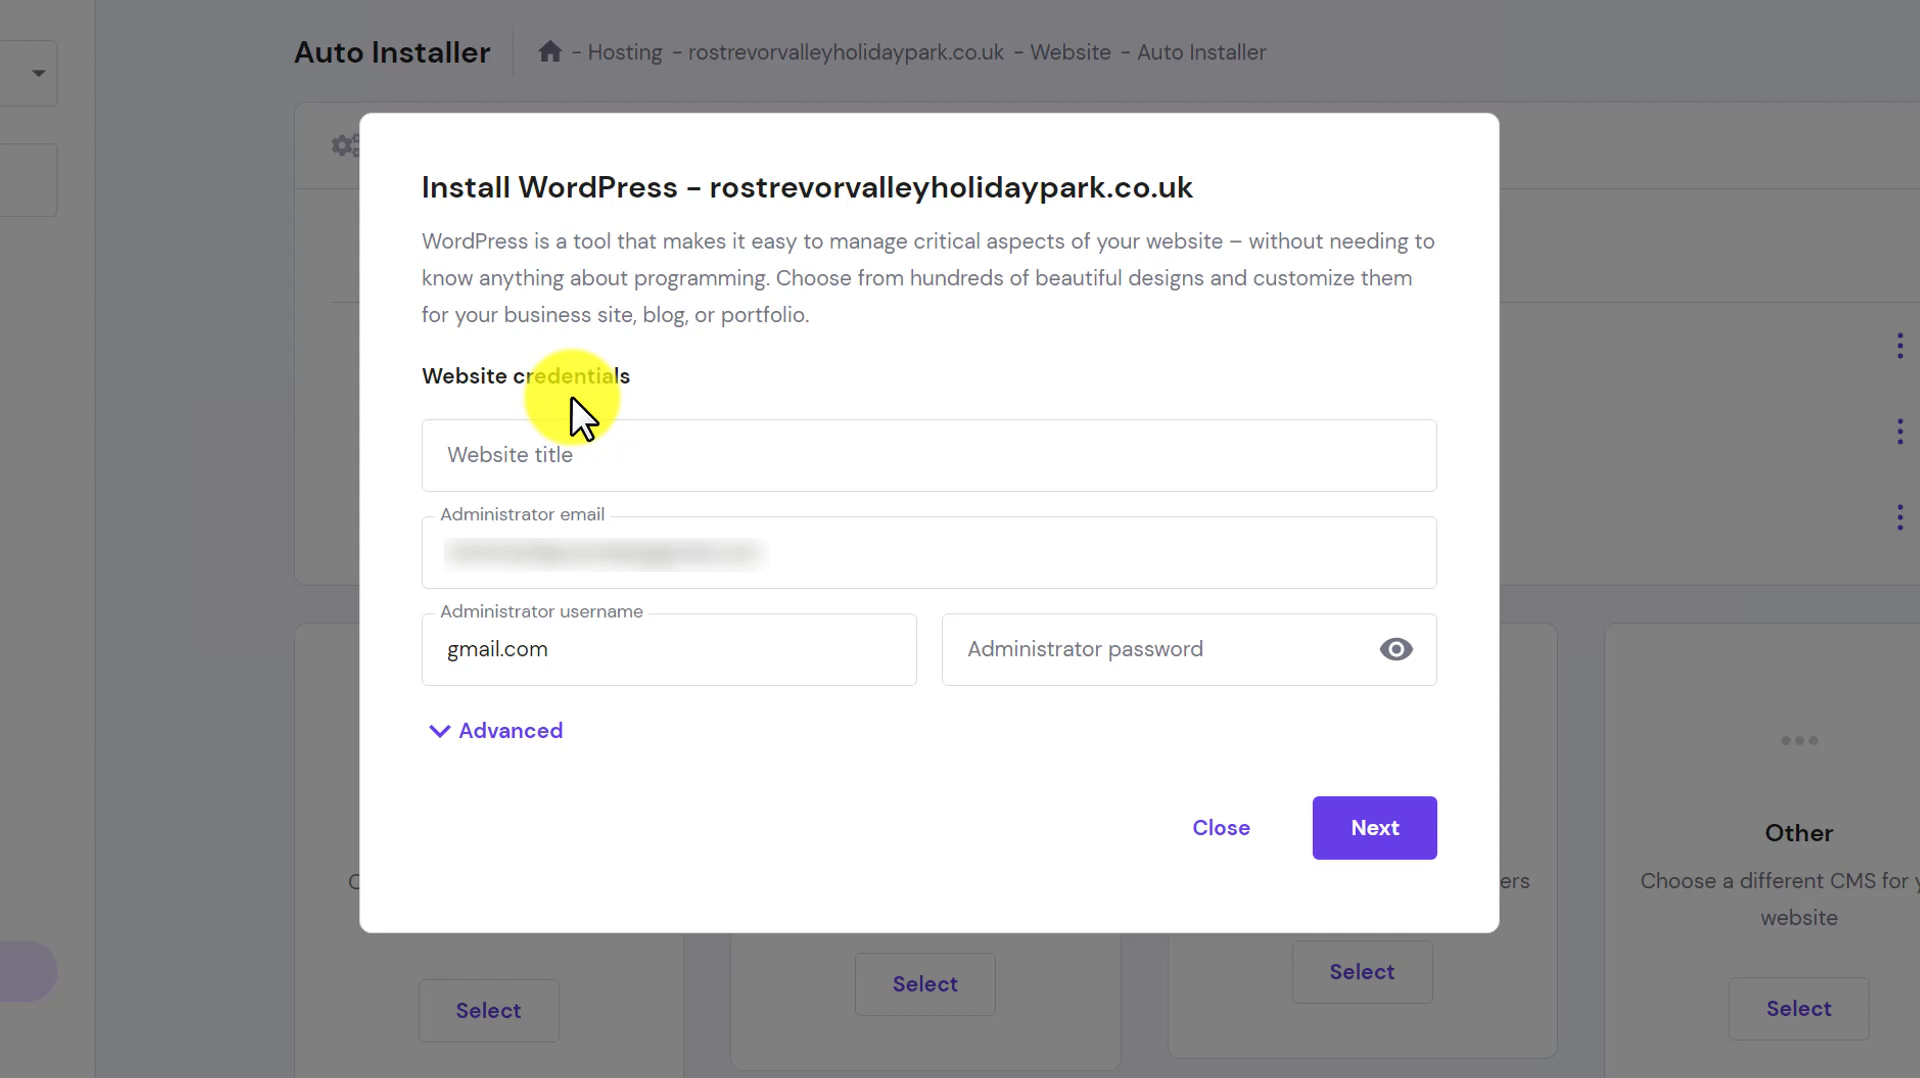 Auto Installer
- Hosting - rostrevorvalleyholidaypark.co.uk - Website - Auto Installer
Install WordPress - rostrevorvalleyholidaypark.co.uk
WordPress is a tool that makes it easy to manage critical aspects of your website – without needing to
know anything about programming. Choose from hundreds of beautiful designs and customize them
for your business site, blog, or portfolio.
Website credentials
Website title
Administrator email
Administrator username
gmail.com
Administrator password
Advanced
Close
Next
Other
Choose a different CMS for
website
ers
Select
Select
Select
Select